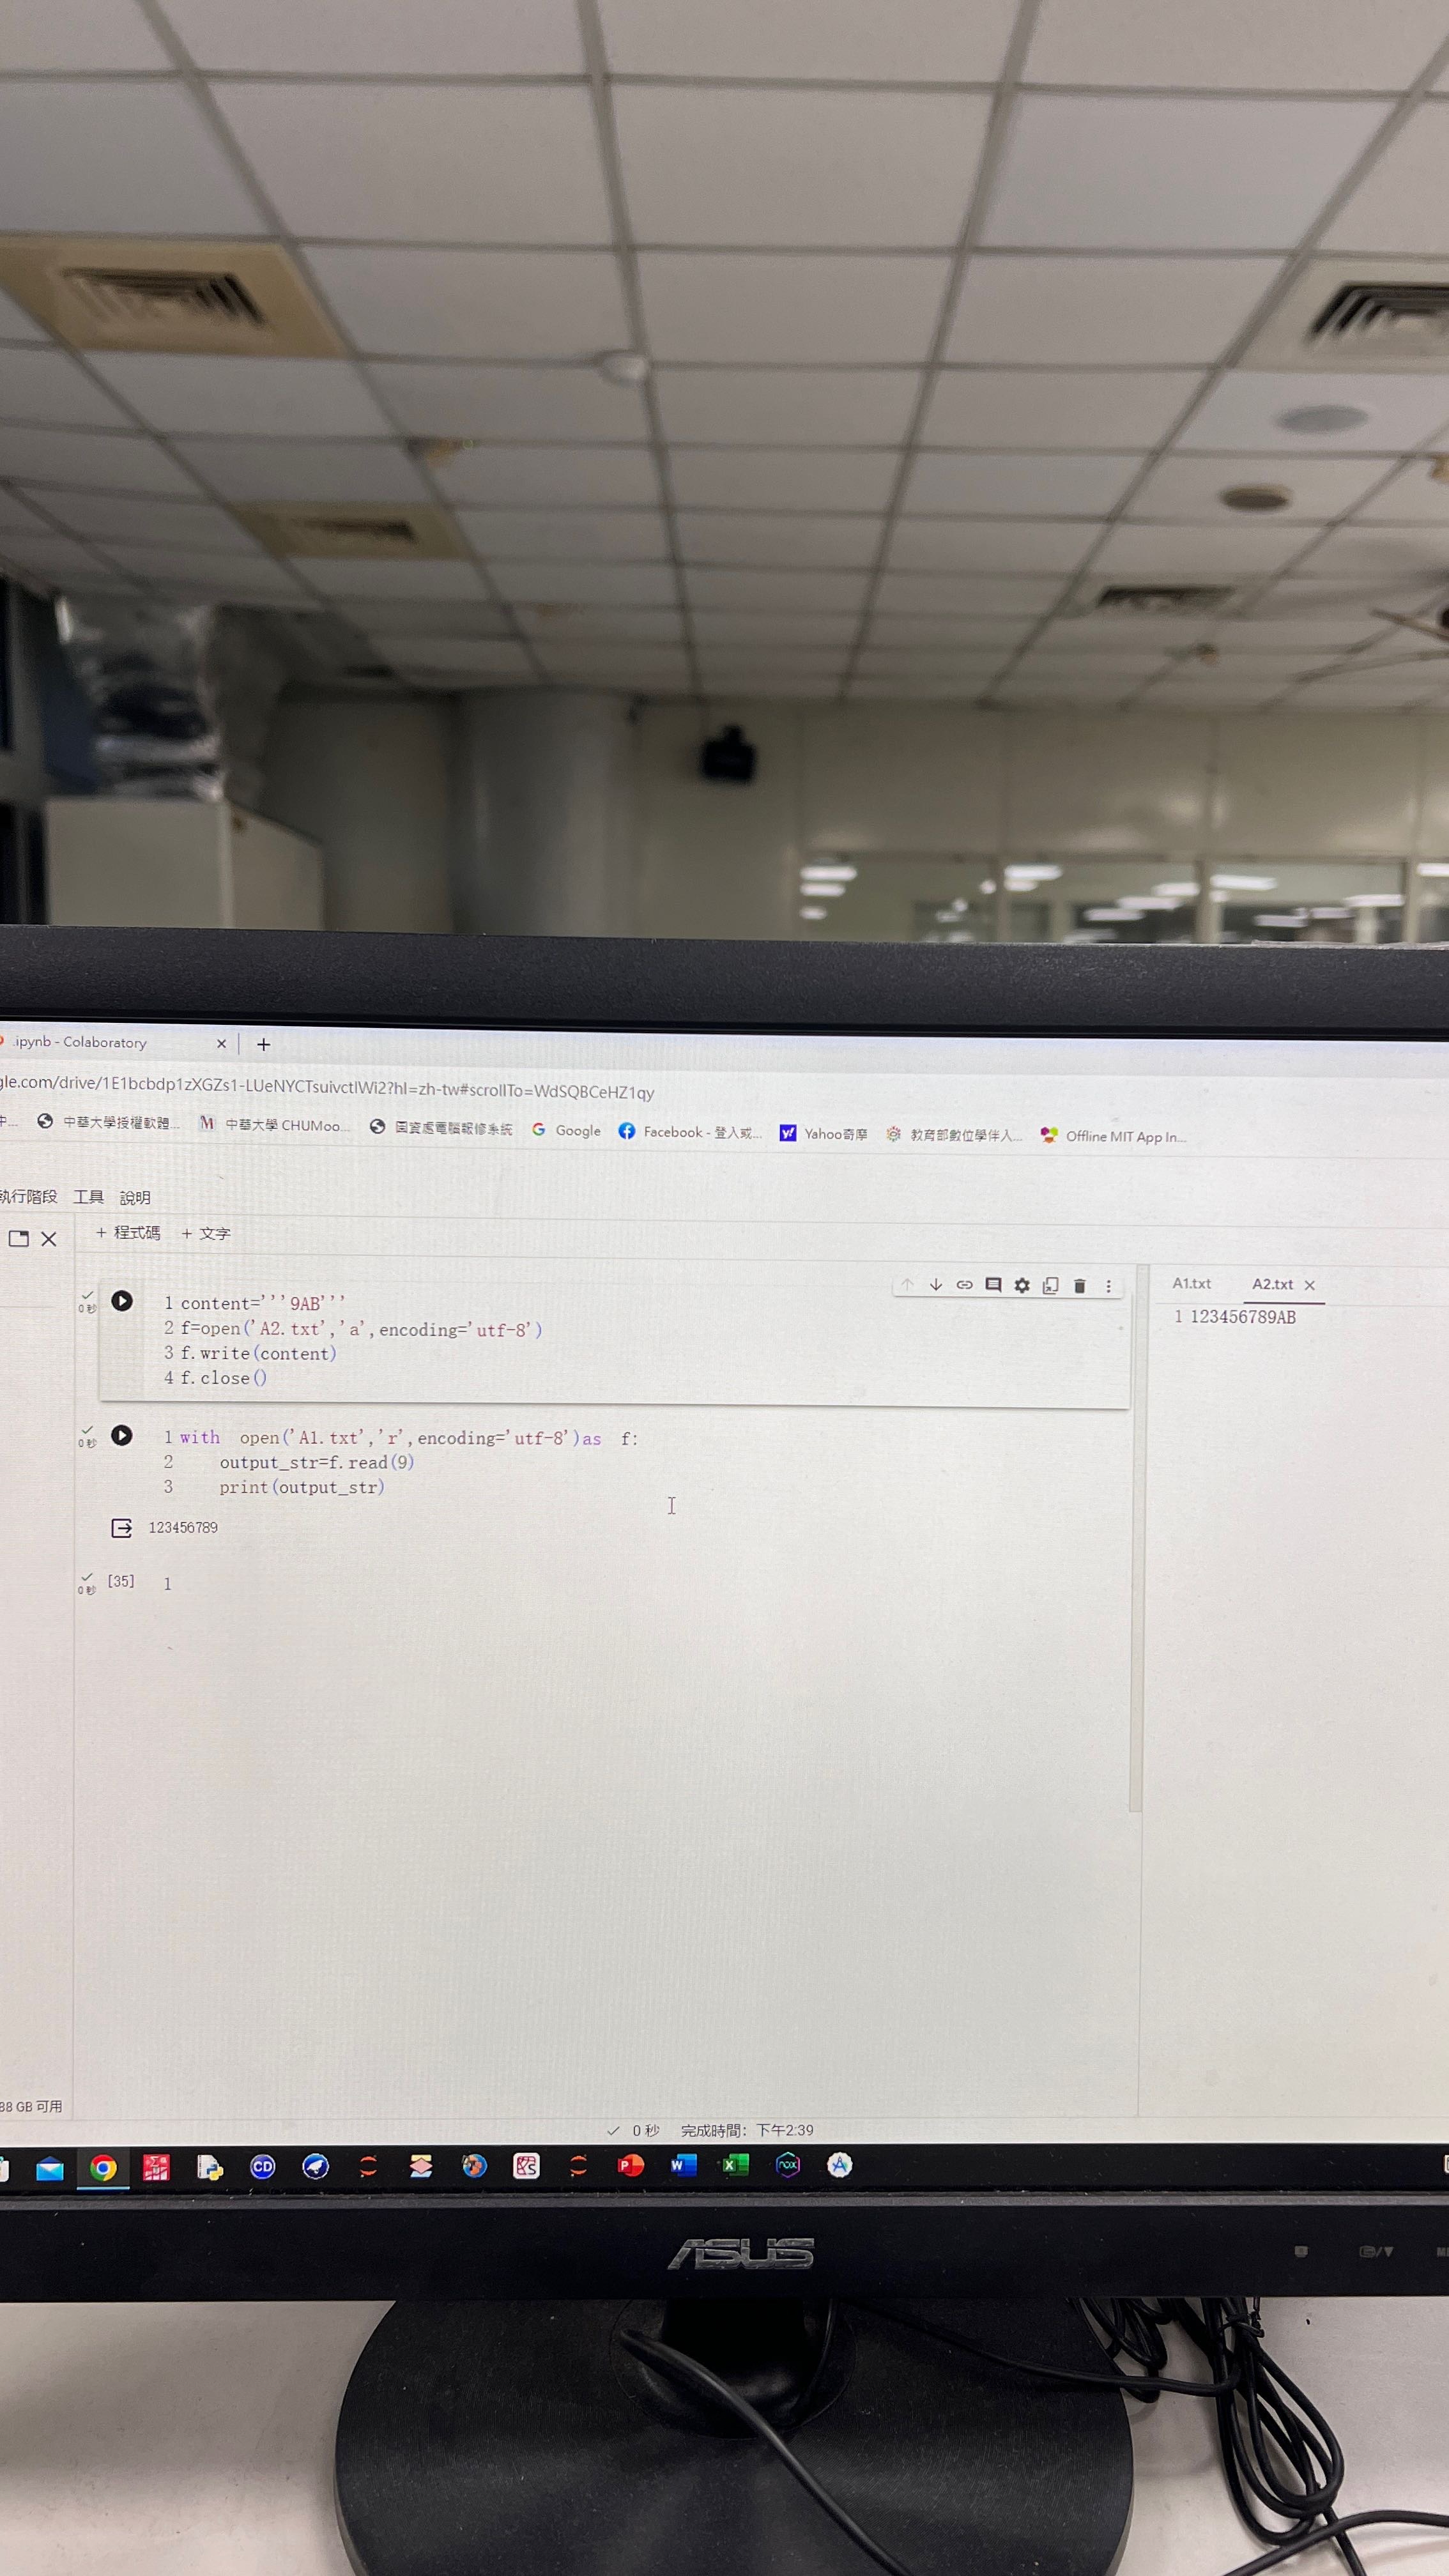 .ipynb - Colaboratory
gle.com/drive/1E1bcbdp1zXGZs1-LUeNYCTsuivctlWi2?hl=zh-tw#scrollTo=WdSQBCeHZ1qy
中華大學授權軟體... 中華大學 CHUMoo... 圖資處電腦報修系統 Google Facebook - 登入或... Yahoo奇摩 教育部數位學伴入... Offline MIT App In...
執行階段 工具 說明
+ 程式碼 + 文字
0 秒
1 content='''9AB'''
2 f=open('A2.txt','a',encoding='utf-8')
3 f.write(content)
4 f.close()
A1.txt A2.txt
1 123456789AB
0 秒
1 with open('A1.txt','r',encoding='utf-8')as f:
2 output_str=f.read(9)
3 print(output_str)
123456789
0 秒
[35] 1
88 GB 可用
0 秒 完成時間：下午2:39
CD
nox
ASUS